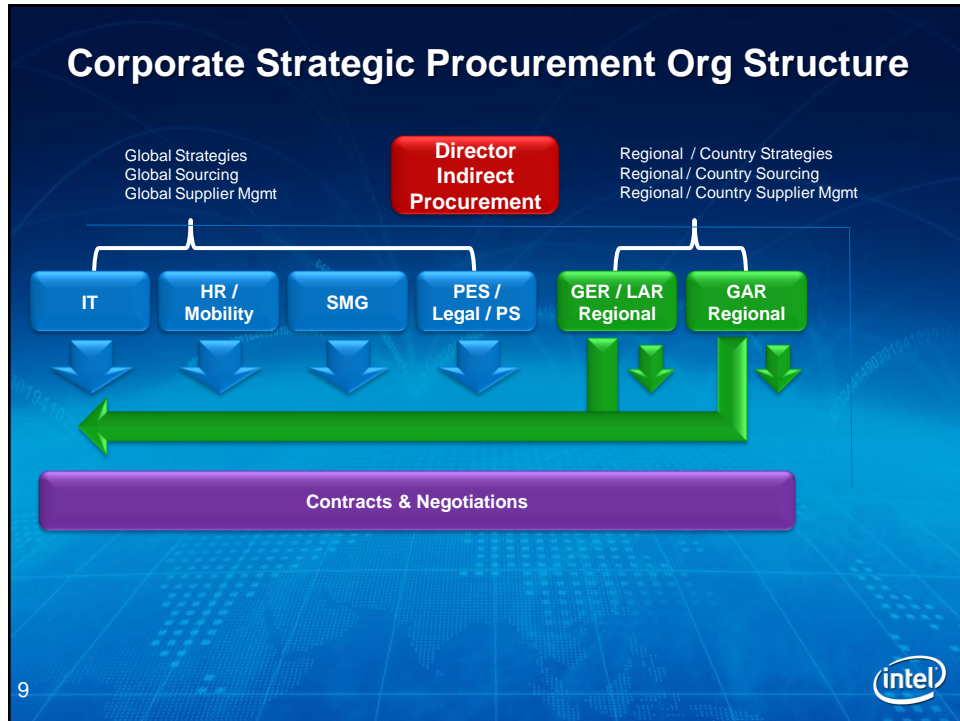 Corporate Strategic Procurement Org Structure
Global Strategies
Global Sourcing
Global Supplier Mgmt
Director
Indirect
Procurement
Regional / Country Strategies
Regional / Country Sourcing
Regional / Country Supplier Mgmt
IT
HR /
Mobility
SMG
PES /
Legal / PS
GER / LAR
Regional
GAR
Regional
Contracts & Negotiations
9
intel